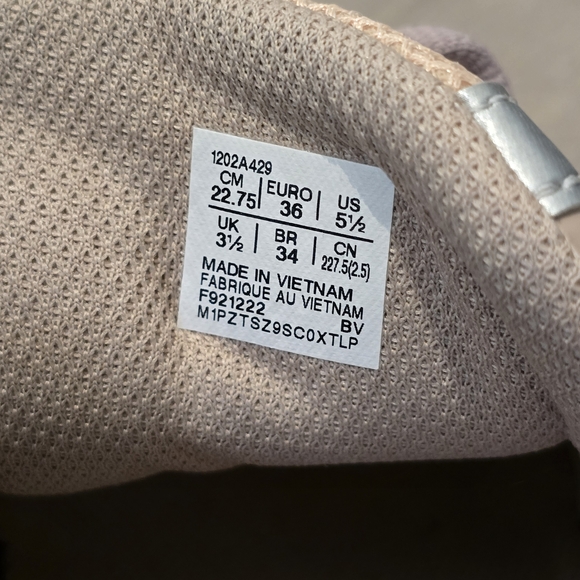 1202A429
CM | EURO | US
22.75 | 36 | 5½
UK | BR | CN
3½ | 34 | 227.5(2.5)
MADE IN VIETNAM
FABRIQUE AU VIETNAM
F921222 BV
M1PZTSZ9SC0XTLP